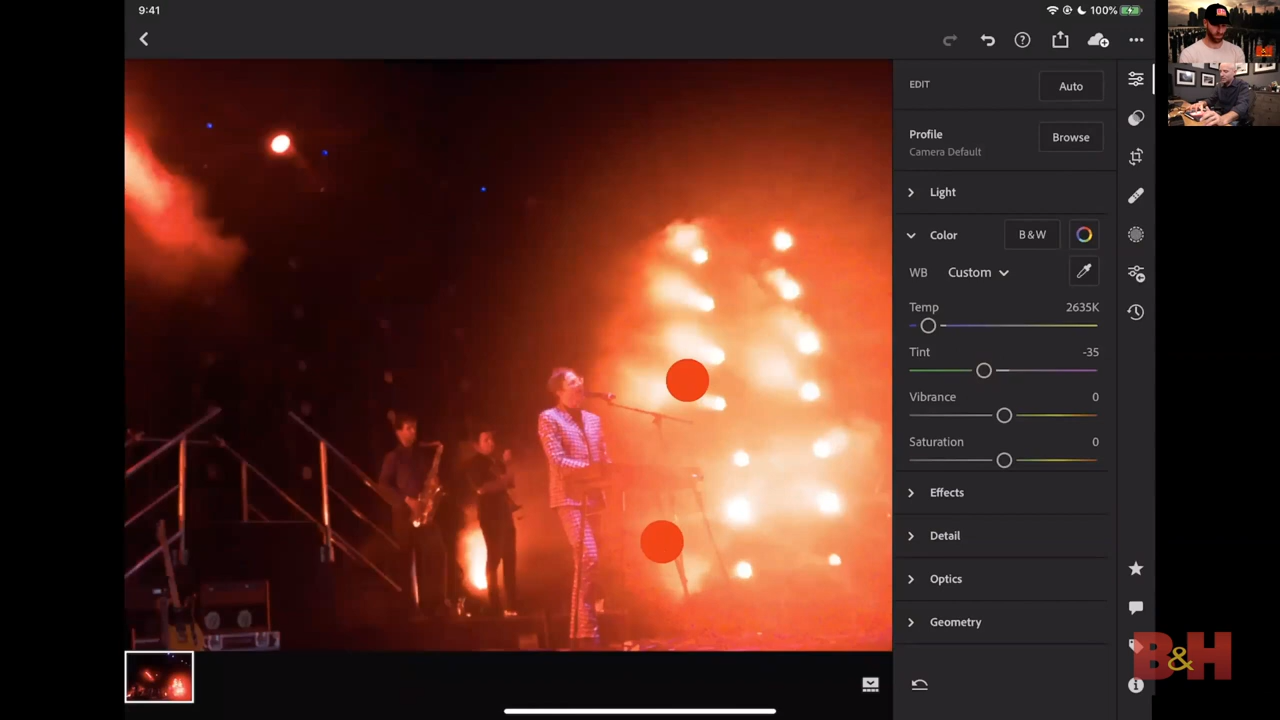 9:41
100%
EDIT
Auto
Profile
Camera Default
Browse
Light
Color
B & W
WB
Custom
Temp
2635K
Tint
-35
Vibrance
0
Saturation
0
Effects
Detail
Optics
Geometry
B&H